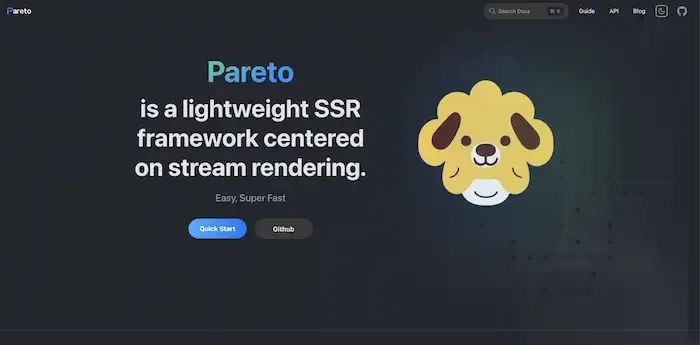 Pareto
Search Docs
⌘ K
Guide
API
Blog
Pareto
is a lightweight SSR
framework centered
on stream rendering.
Easy, Super Fast
Quick Start
Github